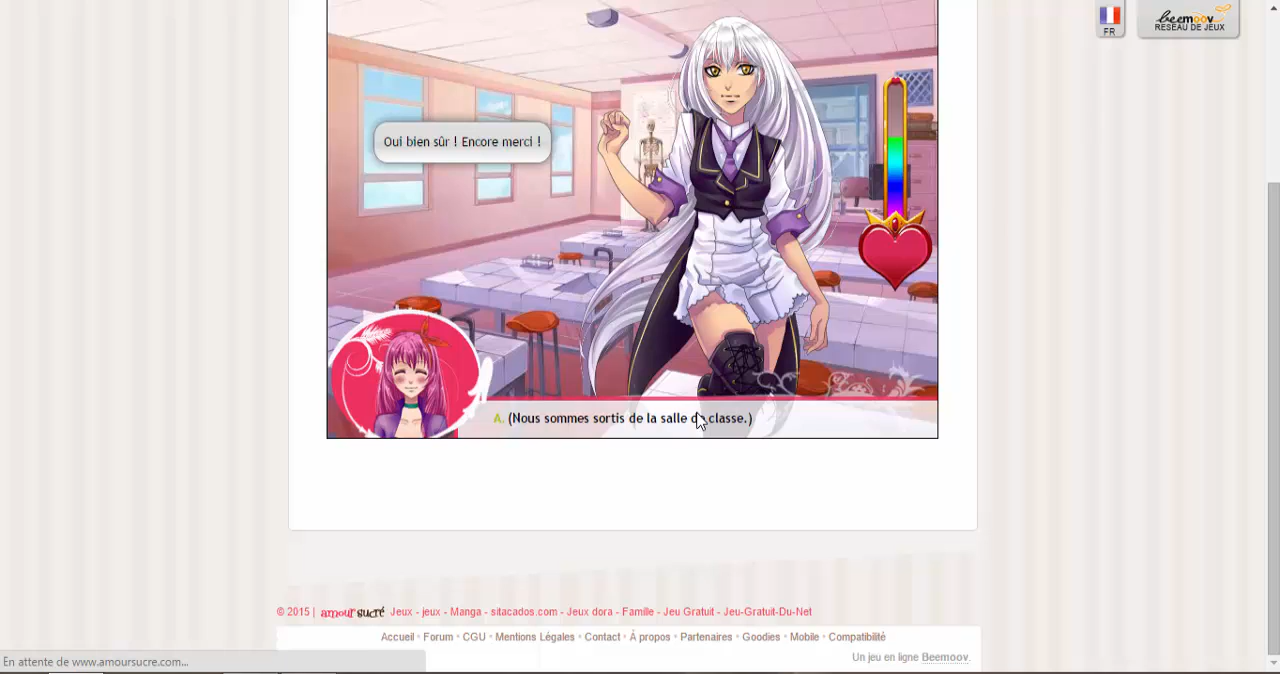 FR
beemoov
RESEAU DE JEUX
Oui bien sûr ! Encore merci !
A. (Nous sommes sortis de la salle de classe.)
© 2015 | amour sucré Jeux - jeux - Manga - sitacados.com - Jeux dora - Famille - Jeu Gratuit - Jeu-Gratuit-Du-Net
Accueil • Forum • CGU • Mentions Légales • Contact • À propos • Partenaires • Goodies • Mobile • Compatibilité
Un jeu en ligne Beemoov.
En attente de www.amoursucre.com...